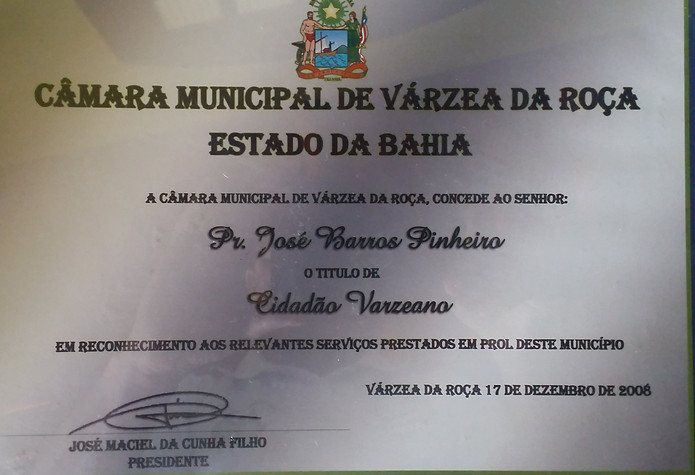 CÂMARA MUNICIPAL DE VÁRZEA DA ROÇA
ESTADO DA BAHIA
A CÂMARA MUNICIPAL DE VÁRZEA DA ROÇA, CONCEDE AO SENHOR:
Pr. José Barros Pinheiro
O TITULO DE
Cidadão Varzeano
EM RECONHECIMENTO AOS RELEVANTES SERVIÇOS PRESTADOS EM PROL DESTE MUNICÍPIO
VÁRZEA DA ROÇA 17 DE DEZEMBRO DE 2008
JOSÉ MACIEL DA CUNHA FILHO
PRESIDENTE